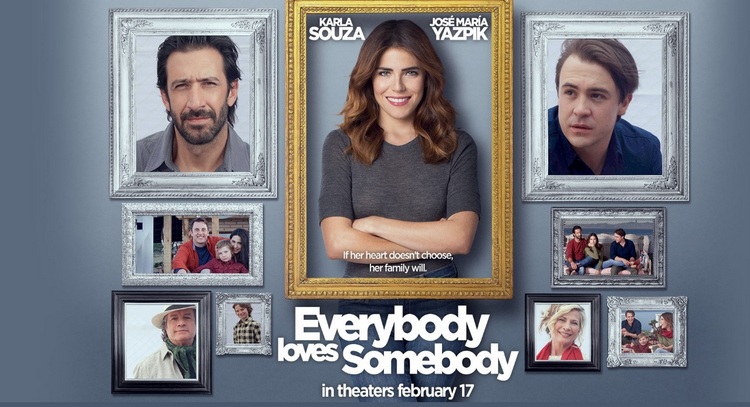 KARLA
SOUZA
JOSÉ MARÍA
YAZPIK
If her heart doesn't choose,
her family will.
Everybody
loves Somebody
in theaters february 17